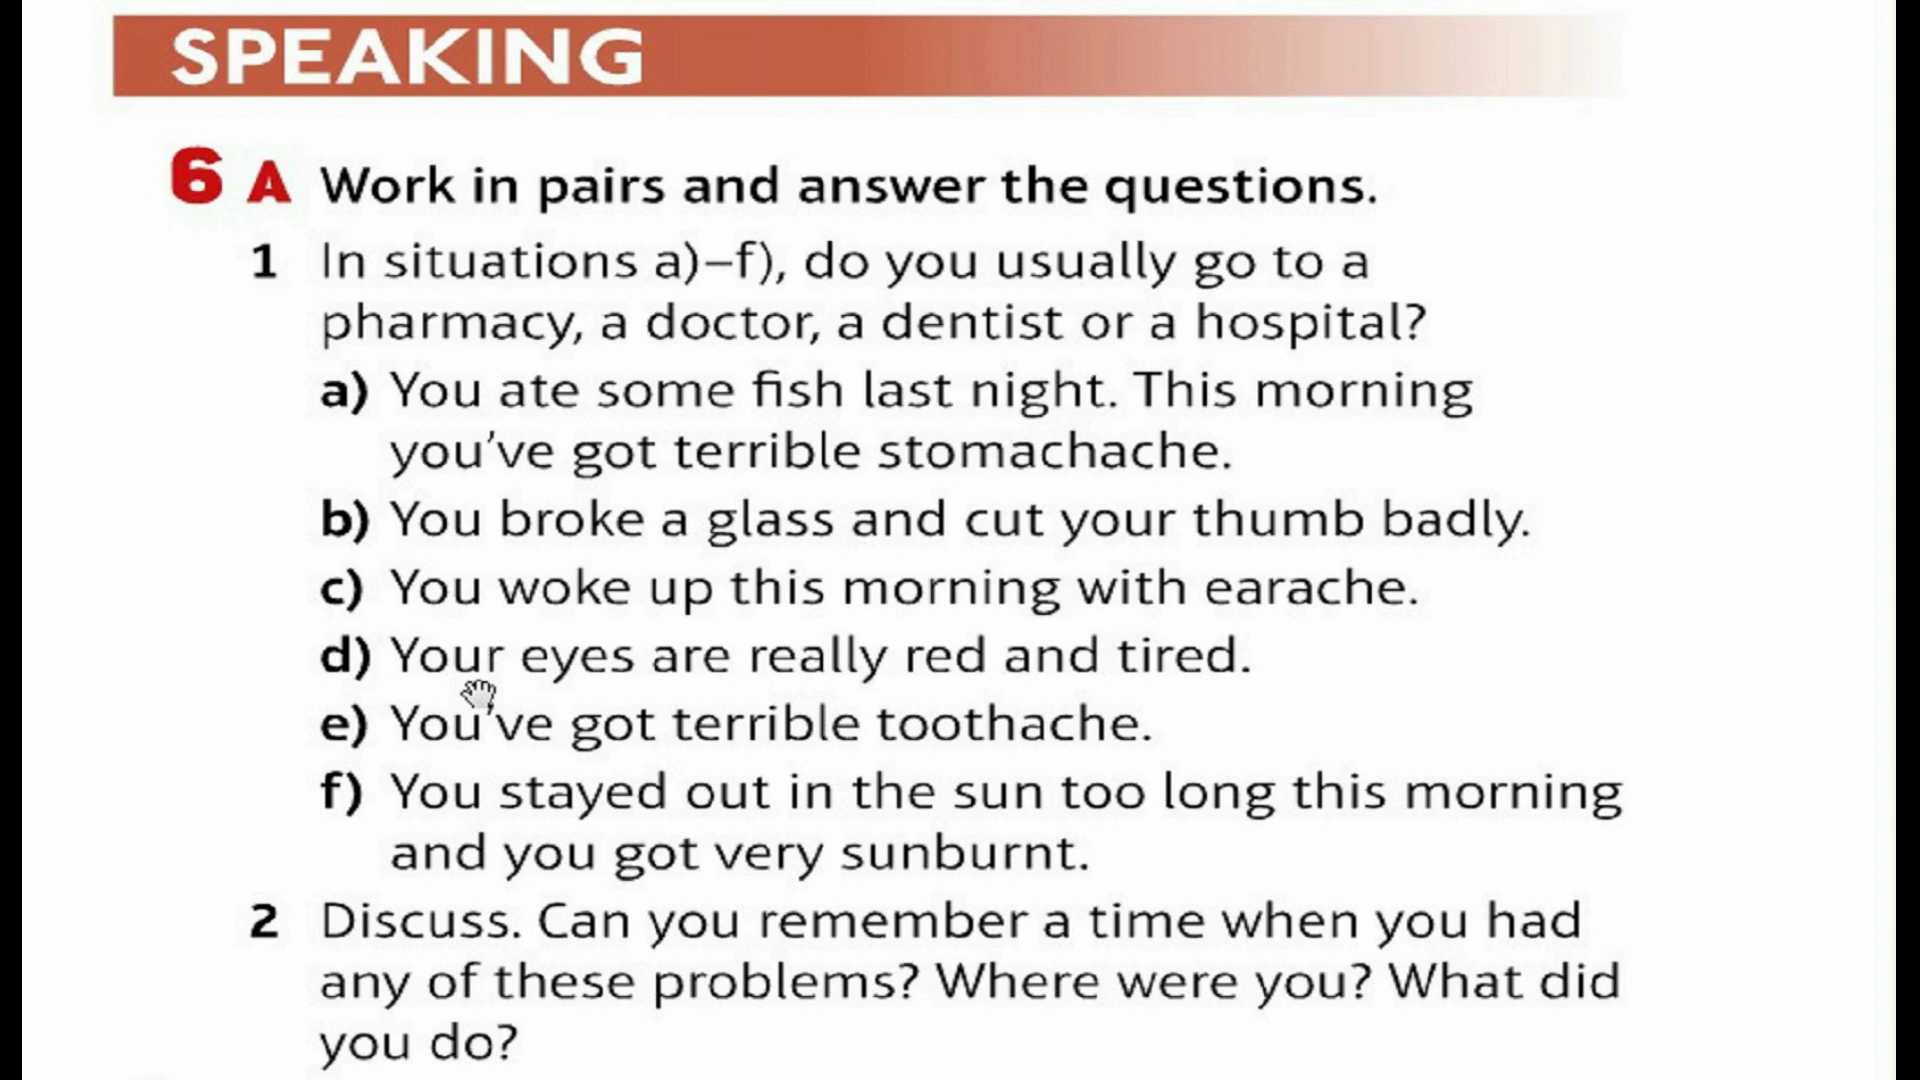 SPEAKING
6 A Work in pairs and answer the questions.
1 In situations a)–f), do you usually go to a
pharmacy, a doctor, a dentist or a hospital?
a) You ate some fish last night. This morning
you've got terrible stomachache.
b) You broke a glass and cut your thumb badly.
c) You woke up this morning with earache.
d) Your eyes are really red and tired.
e) You've got terrible toothache.
f) You stayed out in the sun too long this morning
and you got very sunburnt.
2 Discuss. Can you remember a time when you had
any of these problems? Where were you? What did
you do?